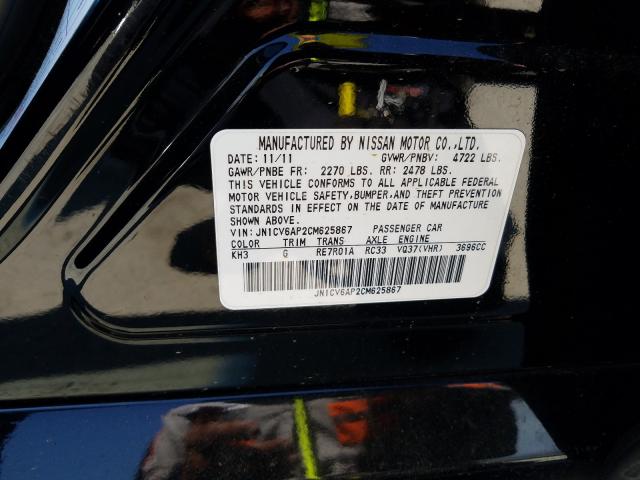 MANUFACTURED BY NISSAN MOTOR CO.,LTD.
DATE: 11/11 GVWR/PNBV: 4722 LBS.
GAWR/PNBE FR: 2270 LBS. RR: 2478 LBS.
THIS VEHICLE CONFORMS TO ALL APPLICABLE FEDERAL
MOTOR VEHICLE SAFETY, BUMPER, AND THEFT PREVENTION
STANDARDS IN EFFECT ON THE DATE OF MANUFACTURE
SHOWN ABOVE.
VIN: JN1CV6AP2CM625867 PASSENGER CAR
COLOR TRIM TRANS AXLE ENGINE
KH3 G RE7R01A RC33 VQ37(VHR) 3696CC
JN1CV6AP2CM625867